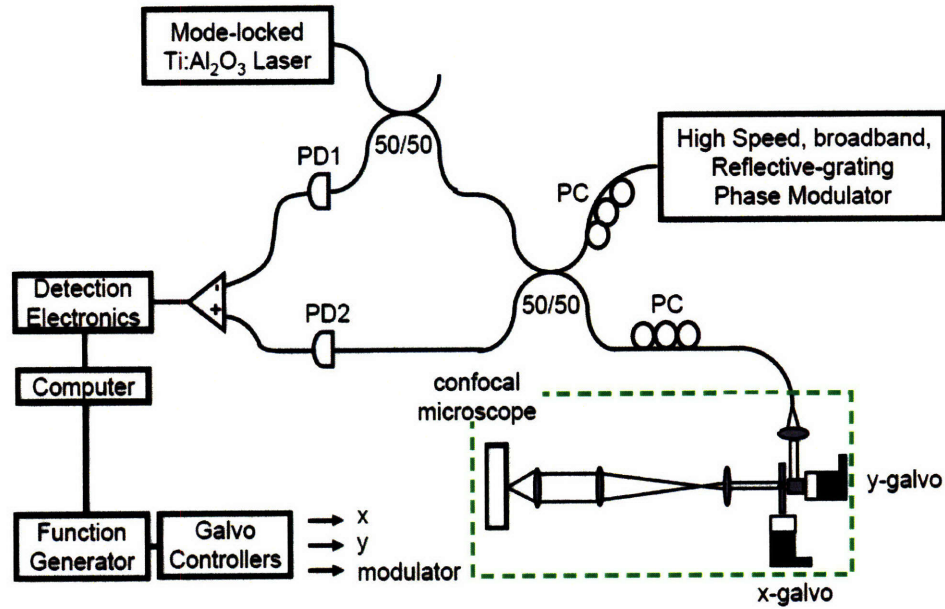 Mode-locked
Ti:Al₂O₃ Laser
50/50
PD1
High Speed, broadband,
Reflective-grating
Phase Modulator
PC
-
+
Detection
Electronics
PD2
50/50
PC
Computer
confocal
microscope
y-galvo
Function
Generator
Galvo
Controllers
x
y
modulator
x-galvo